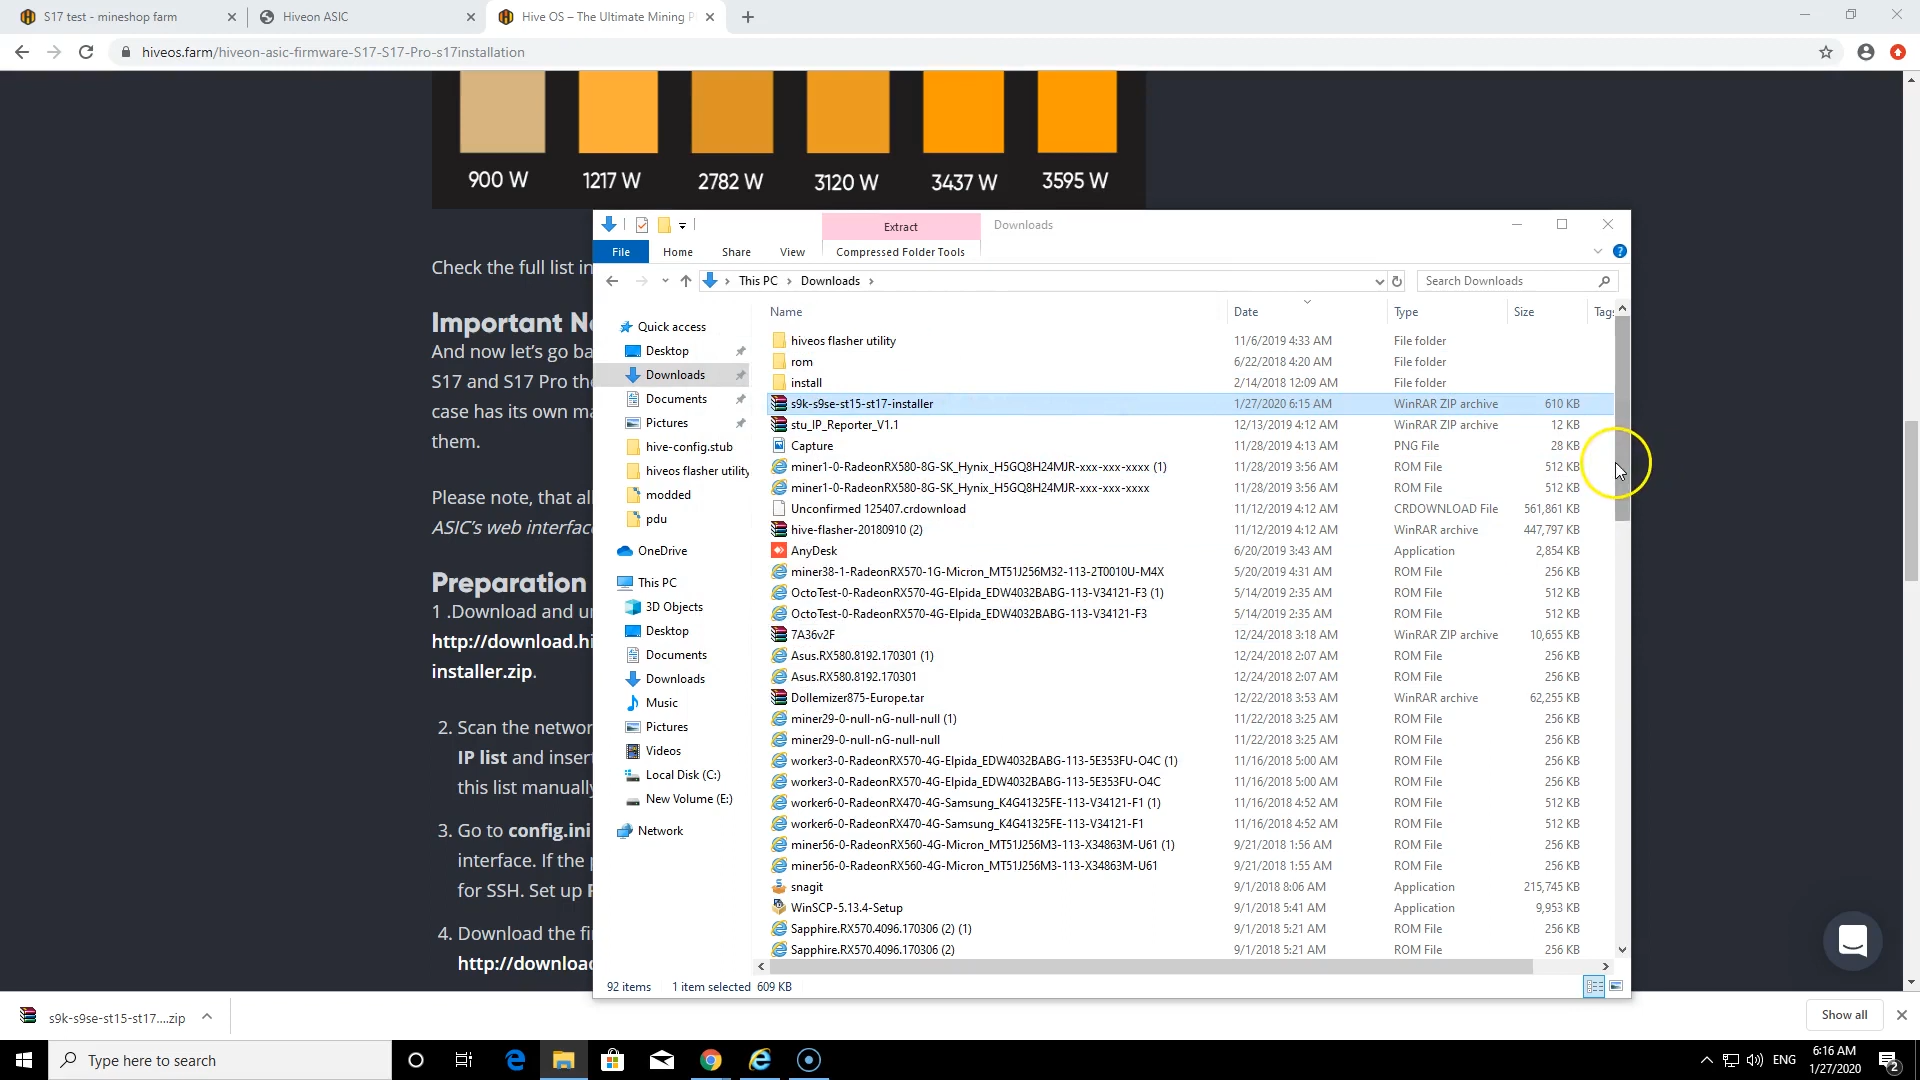 S17 test - mineshop farm
Hiveon ASIC
Hive OS – The Ultimate Mining P
hiveos.farm/hiveon-asic-firmware-S17-S17-Pro-s17installation
900 W 1217 W 2782 W 3120 W 3437 W 3595 W
Check the full list in
Important N
And now let's go ba
S17 and S17 Pro the
case has its own ma
them.
Please note, that all
ASIC's web interface
Preparation
1 .Download and un
http://download.hi
installer.zip.
2. Scan the networ
IP list and insert
this list manually
3. Go to config.ini
interface. If the p
for SSH. Set up P
4. Download the fi
http://download
Extract Downloads
File Home Share View Compressed Folder Tools
This PC Downloads
Search Downloads
Quick access
Desktop
Downloads
Documents
Pictures
hive-config.stub
hiveos flasher utility
modded
pdu
OneDrive
This PC
3D Objects
Desktop
Documents
Downloads
Music
Pictures
Videos
Local Disk (C:)
New Volume (E:)
Network
Name Date Type Size Tags
hiveos flasher utility 11/6/2019 4:33 AM File folder
rom 6/22/2018 4:20 AM File folder
install 2/14/2018 12:09 AM File folder
s9k-s9se-st15-st17-installer 1/27/2020 6:15 AM WinRAR ZIP archive 610 KB
stu_IP_Reporter_V1.1 12/13/2019 4:12 AM WinRAR ZIP archive 12 KB
Capture 11/28/2019 4:13 AM PNG File 28 KB
miner1-0-RadeonRX580-8G-SK_Hynix_H5GQ8H24MJR-xxx-xxx-xxxx (1) 11/28/2019 3:56 AM ROM File 512 KB
miner1-0-RadeonRX580-8G-SK_Hynix_H5GQ8H24MJR-xxx-xxx-xxxx 11/28/2019 3:56 AM ROM File 512 KB
Unconfirmed 125407.crdownload 11/12/2019 4:12 AM CRDOWNLOAD File 561,861 KB
hive-flasher-20180910 (2) 11/12/2019 4:12 AM WinRAR archive 447,797 KB
AnyDesk 6/20/2019 3:43 AM Application 2,854 KB
miner38-1-RadeonRX570-1G-Micron_MT51J256M32-113-2T0010U-M4X 5/20/2019 4:31 AM ROM File 256 KB
OctoTest-0-RadeonRX570-4G-Elpida_EDW4032BABG-113-V34121-F3 (1) 5/14/2019 2:35 AM ROM File 512 KB
OctoTest-0-RadeonRX570-4G-Elpida_EDW4032BABG-113-V34121-F3 5/14/2019 2:35 AM ROM File 512 KB
7A36v2F 12/24/2018 3:18 AM WinRAR ZIP archive 10,655 KB
Asus.RX580.8192.170301 (1) 12/24/2018 2:07 AM ROM File 256 KB
Asus.RX580.8192.170301 12/24/2018 2:07 AM ROM File 256 KB
Dollemizer875-Europe.tar 12/22/2018 3:53 AM WinRAR archive 62,255 KB
miner29-0-null-nG-null-null (1) 11/22/2018 3:25 AM ROM File 256 KB
miner29-0-null-nG-null-null 11/22/2018 3:25 AM ROM File 256 KB
worker3-0-RadeonRX570-4G-Elpida_EDW4032BABG-113-5E353FU-O4C (1) 11/16/2018 5:00 AM ROM File 256 KB
worker3-0-RadeonRX570-4G-Elpida_EDW4032BABG-113-5E353FU-O4C 11/16/2018 5:00 AM ROM File 256 KB
worker6-0-RadeonRX470-4G-Samsung_K4G41325FE-113-V34121-F1 (1) 11/16/2018 4:52 AM ROM File 512 KB
worker6-0-RadeonRX470-4G-Samsung_K4G41325FE-113-V34121-F1 11/16/2018 4:52 AM ROM File 512 KB
miner56-0-RadeonRX560-4G-Micron_MT51J256M3-113-X34863M-U61 (1) 9/21/2018 1:56 AM ROM File 256 KB
miner56-0-RadeonRX560-4G-Micron_MT51J256M3-113-X34863M-U61 9/21/2018 1:55 AM ROM File 256 KB
snagit 9/1/2018 8:06 AM Application 215,745 KB
WinSCP-5.13.4-Setup 9/1/2018 5:41 AM Application 9,953 KB
Sapphire.RX570.4096.170306 (2) (1) 9/1/2018 5:21 AM ROM File 256 KB
Sapphire.RX570.4096.170306 (2) 9/1/2018 5:21 AM ROM File 256 KB
92 items 1 item selected 609 KB
s9k-s9se-st15-st17....zip
Show all
Type here to search
ENG
6:16 AM
1/27/2020
2